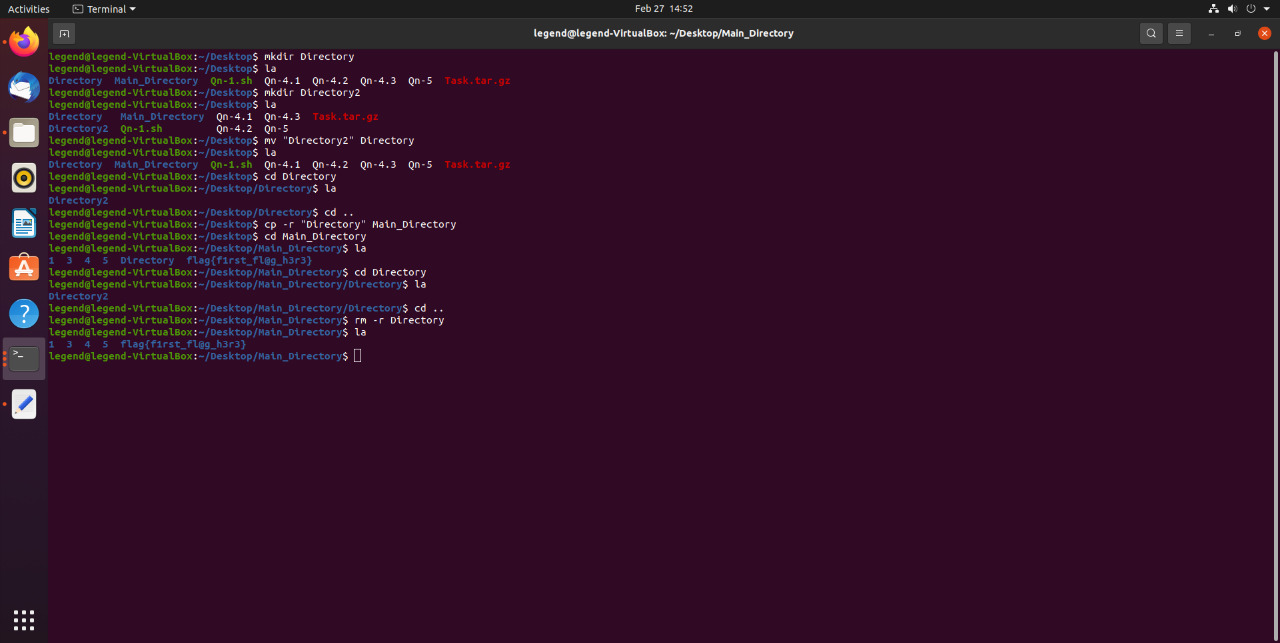 Activities Terminal Feb 27 14:52
legend@legend-VirtualBox: ~/Desktop/Main_Directory
legend@legend-VirtualBox:~/Desktop$ mkdir Directory
legend@legend-VirtualBox:~/Desktop$ la
Directory Main_Directory Qn-1.sh Qn-4.1 Qn-4.2 Qn-4.3 Qn-5 Task.tar.gz
legend@legend-VirtualBox:~/Desktop$ mkdir Directory2
legend@legend-VirtualBox:~/Desktop$ la
Directory Main_Directory Qn-4.1 Qn-4.3 Task.tar.gz
Directory2 Qn-1.sh Qn-4.2 Qn-5
legend@legend-VirtualBox:~/Desktop$ mv "Directory2" Directory
legend@legend-VirtualBox:~/Desktop$ la
Directory Main_Directory Qn-1.sh Qn-4.1 Qn-4.2 Qn-4.3 Qn-5 Task.tar.gz
legend@legend-VirtualBox:~/Desktop$ cd Directory
legend@legend-VirtualBox:~/Desktop/Directory$ la
Directory2
legend@legend-VirtualBox:~/Desktop/Directory$ cd ..
legend@legend-VirtualBox:~/Desktop$ cp -r "Directory" Main_Directory
legend@legend-VirtualBox:~/Desktop$ cd Main_Directory
legend@legend-VirtualBox:~/Desktop/Main_Directory$ la
1 3 4 5 Directory flag{f1rst_fl@g_h3r3}
legend@legend-VirtualBox:~/Desktop/Main_Directory$ cd Directory
legend@legend-VirtualBox:~/Desktop/Main_Directory/Directory$ la
Directory2
legend@legend-VirtualBox:~/Desktop/Main_Directory/Directory$ cd ..
legend@legend-VirtualBox:~/Desktop/Main_Directory$ rm -r Directory
legend@legend-VirtualBox:~/Desktop/Main_Directory$ la
1 3 4 5 flag{f1rst_fl@g_h3r3}
legend@legend-VirtualBox:~/Desktop/Main_Directory$